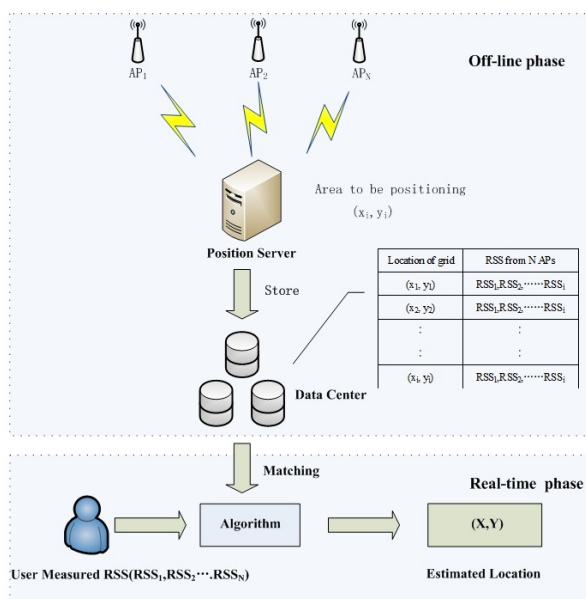 AP₁
AP₂
AP_N
Off-line phase
Area to be positioning
(xᵢ, yᵢ)
Position Server
Store
Location of grid RSS from N APs
(x₁, y₁) RSS₁,RSS₂,······RSSᵢ
(x₂, y₂) RSS₁,RSS₂,······RSSᵢ
: :
: :
(xᵢ, yᵢ) RSS₁,RSS₂,······RSSᵢ
Data Center
Matching
Real-time phase
Algorithm
(X,Y)
User Measured RSS(RSS₁,RSS₂···.RSS_N)
Estimated Location